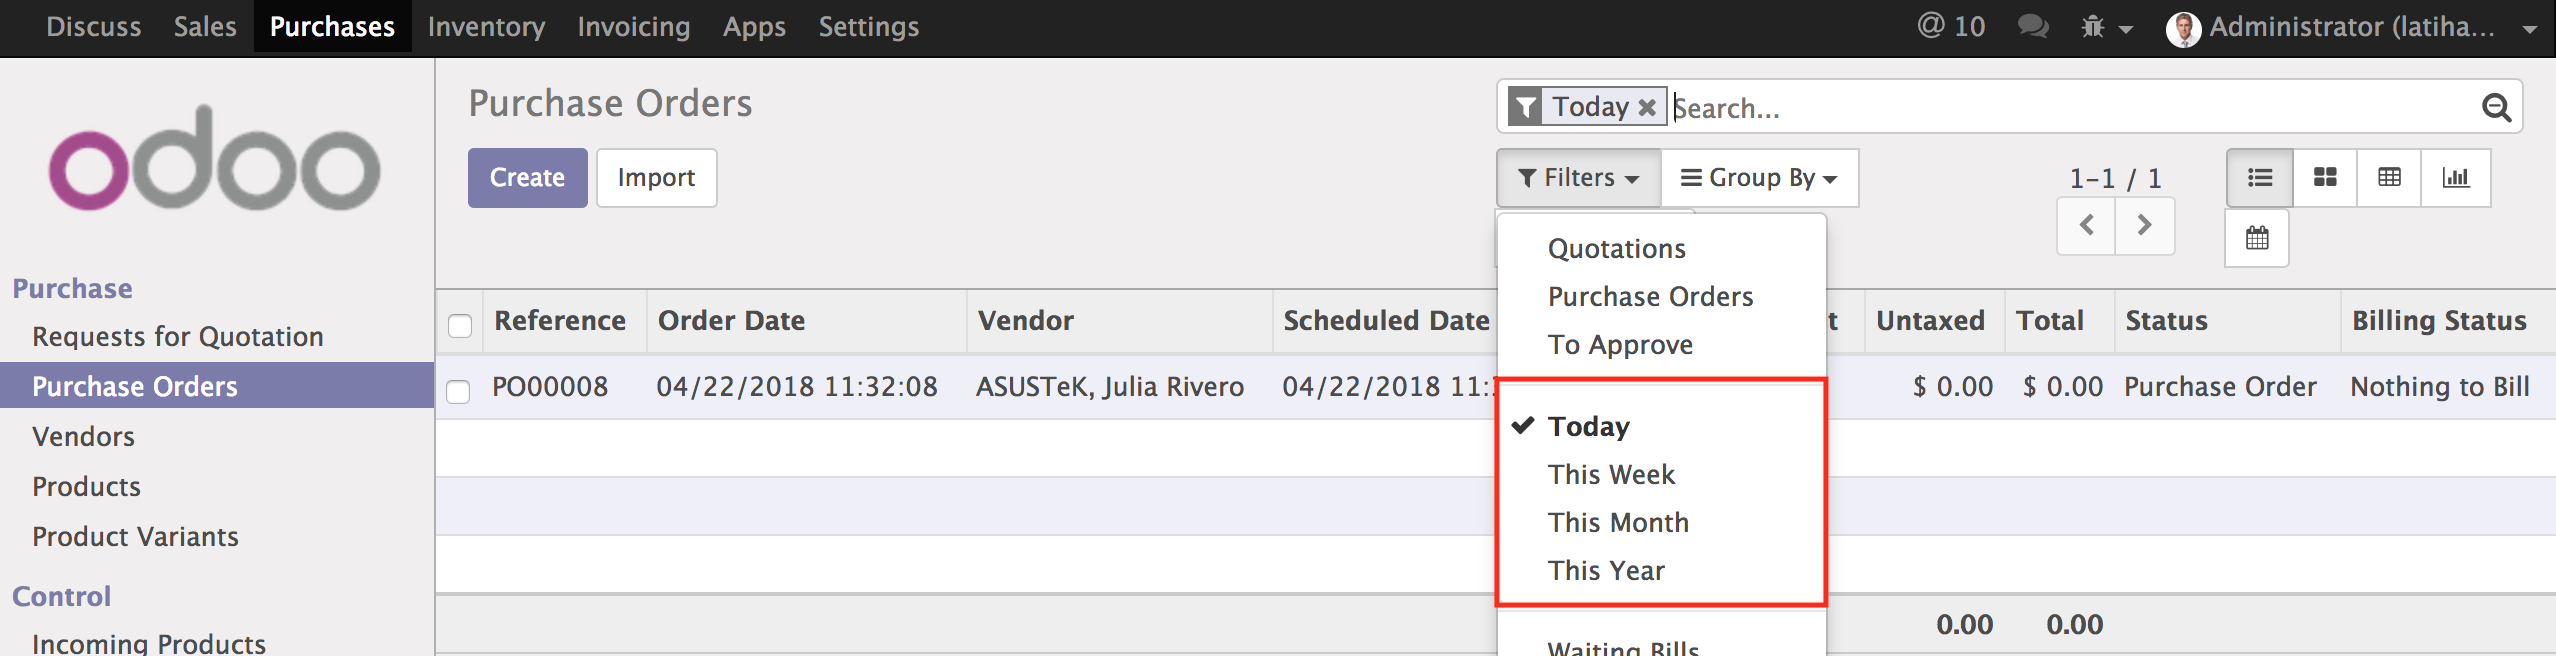 Discuss Sales Purchases Inventory Invoicing Apps Settings @ 10 Administrator (latiha...
odoo
Purchase Orders
Today Search...
Create Import
Filters Group By
1-1 / 1
Quotations
Purchase Orders
To Approve
Today
This Week
This Month
This Year
Waiting Bills
Purchase
Requests for Quotation
Purchase Orders
Vendors
Products
Product Variants
Control
Incoming Products
Reference Order Date Vendor Scheduled Date t Untaxed Total Status Billing Status
PO00008 04/22/2018 11:32:08 ASUSTeK, Julia Rivero 04/22/2018 11: $ 0.00 $ 0.00 Purchase Order Nothing to Bill
0.00 0.00